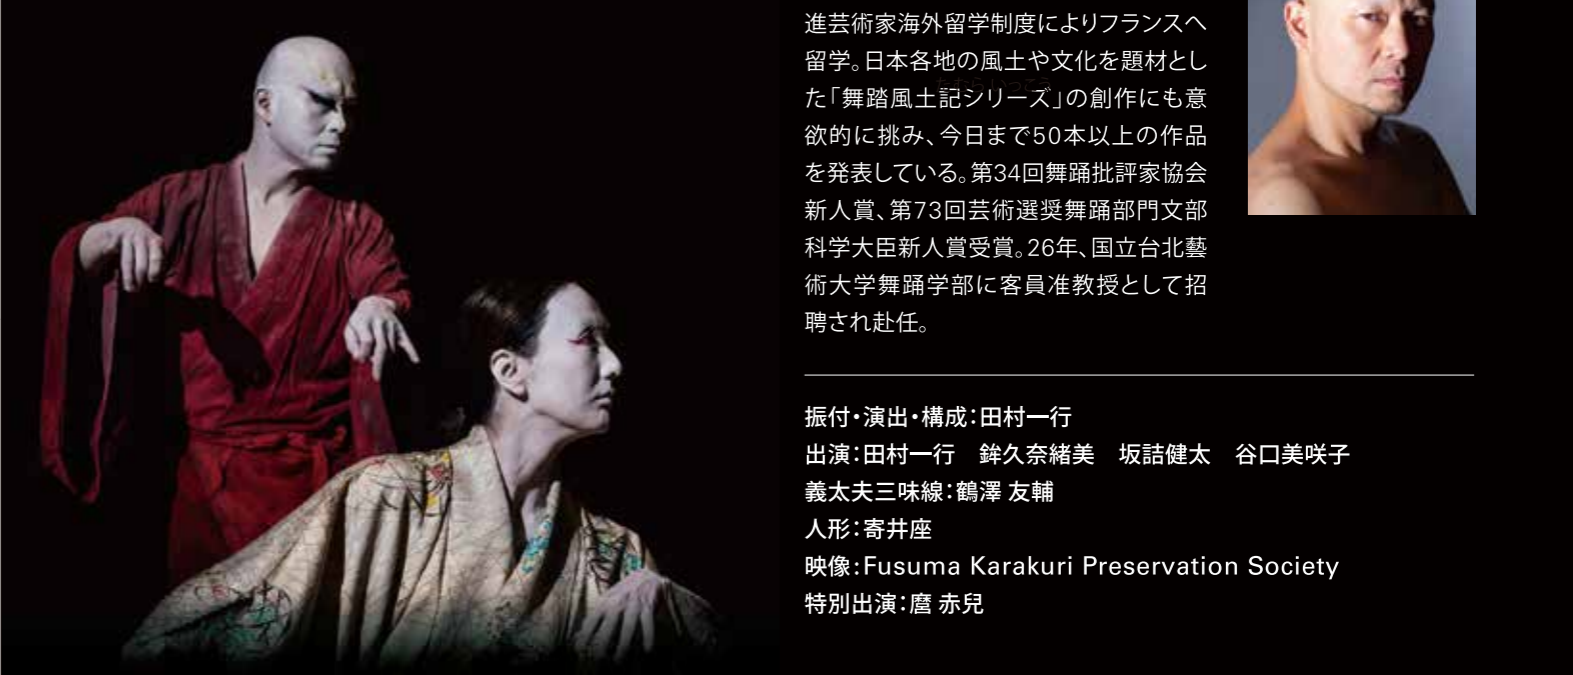 進芸術家海外留学制度によりフランスへ
留学。日本各地の風土や文化を題材とし
た「舞踏風土記シリーズ」の創作にも意
欲的に挑み、今日まで50本以上の作品
を発表している。第34回舞踊批評家協会
新人賞、第73回芸術選奨舞踊部門文部
科学大臣新人賞受賞。26年、国立台北藝
術大学舞踊学部に客員准教授として招
聘され赴任。
振付・演出・構成：田村一行
出演：田村一行　鉾久奈緒美　坂詰健太　谷口美咲子
義太夫三味線：鶴澤 友輔
人形：寄井座
映像：Fusuma Karakuri Preservation Society
特別出演：麿 赤兒